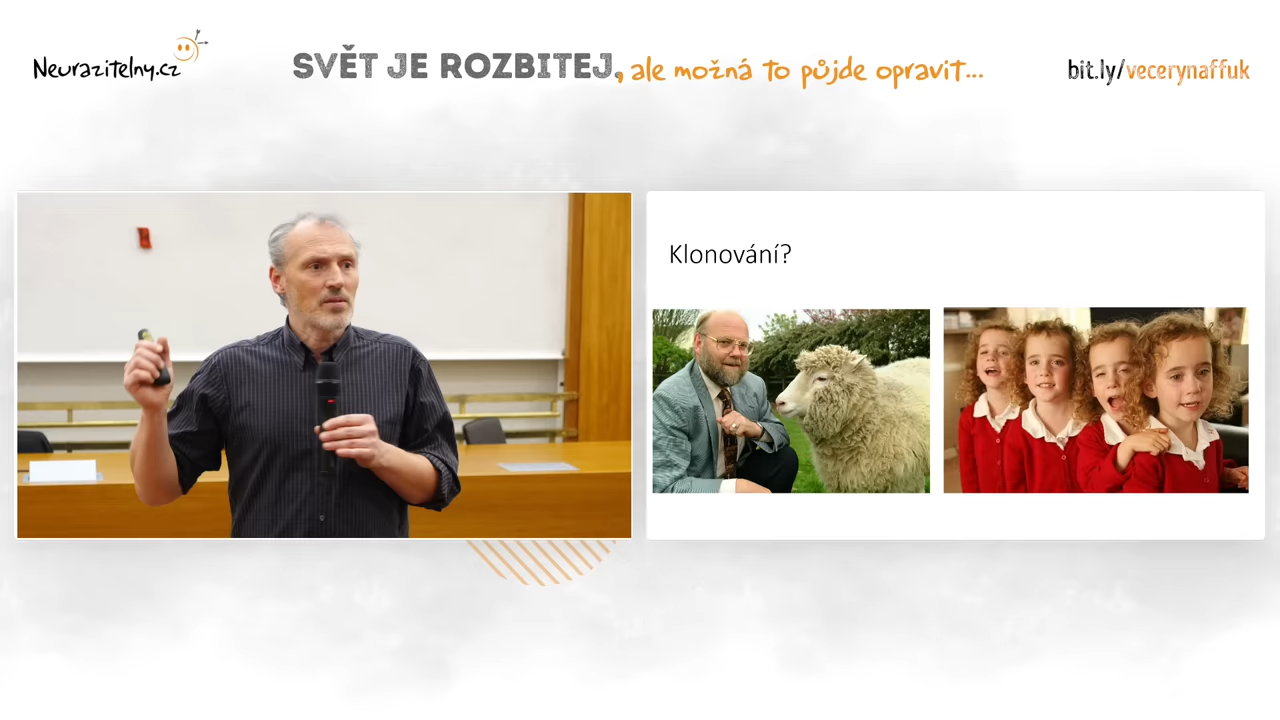 Neurazitelny.cz
SVĚT JE ROZBITEJ, ale možná to půjde opravit...
bit.ly/vecerynaffuk
Klonování?